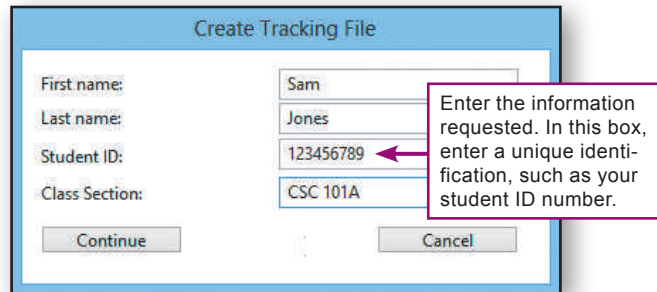 Create Tracking File
First name: Sam
Last name: Jones
Student ID: 123456789
Class Section: CSC 101A
Continue Cancel
Enter the information
requested. In this box,
enter a unique identi-
fication, such as your
student ID number.